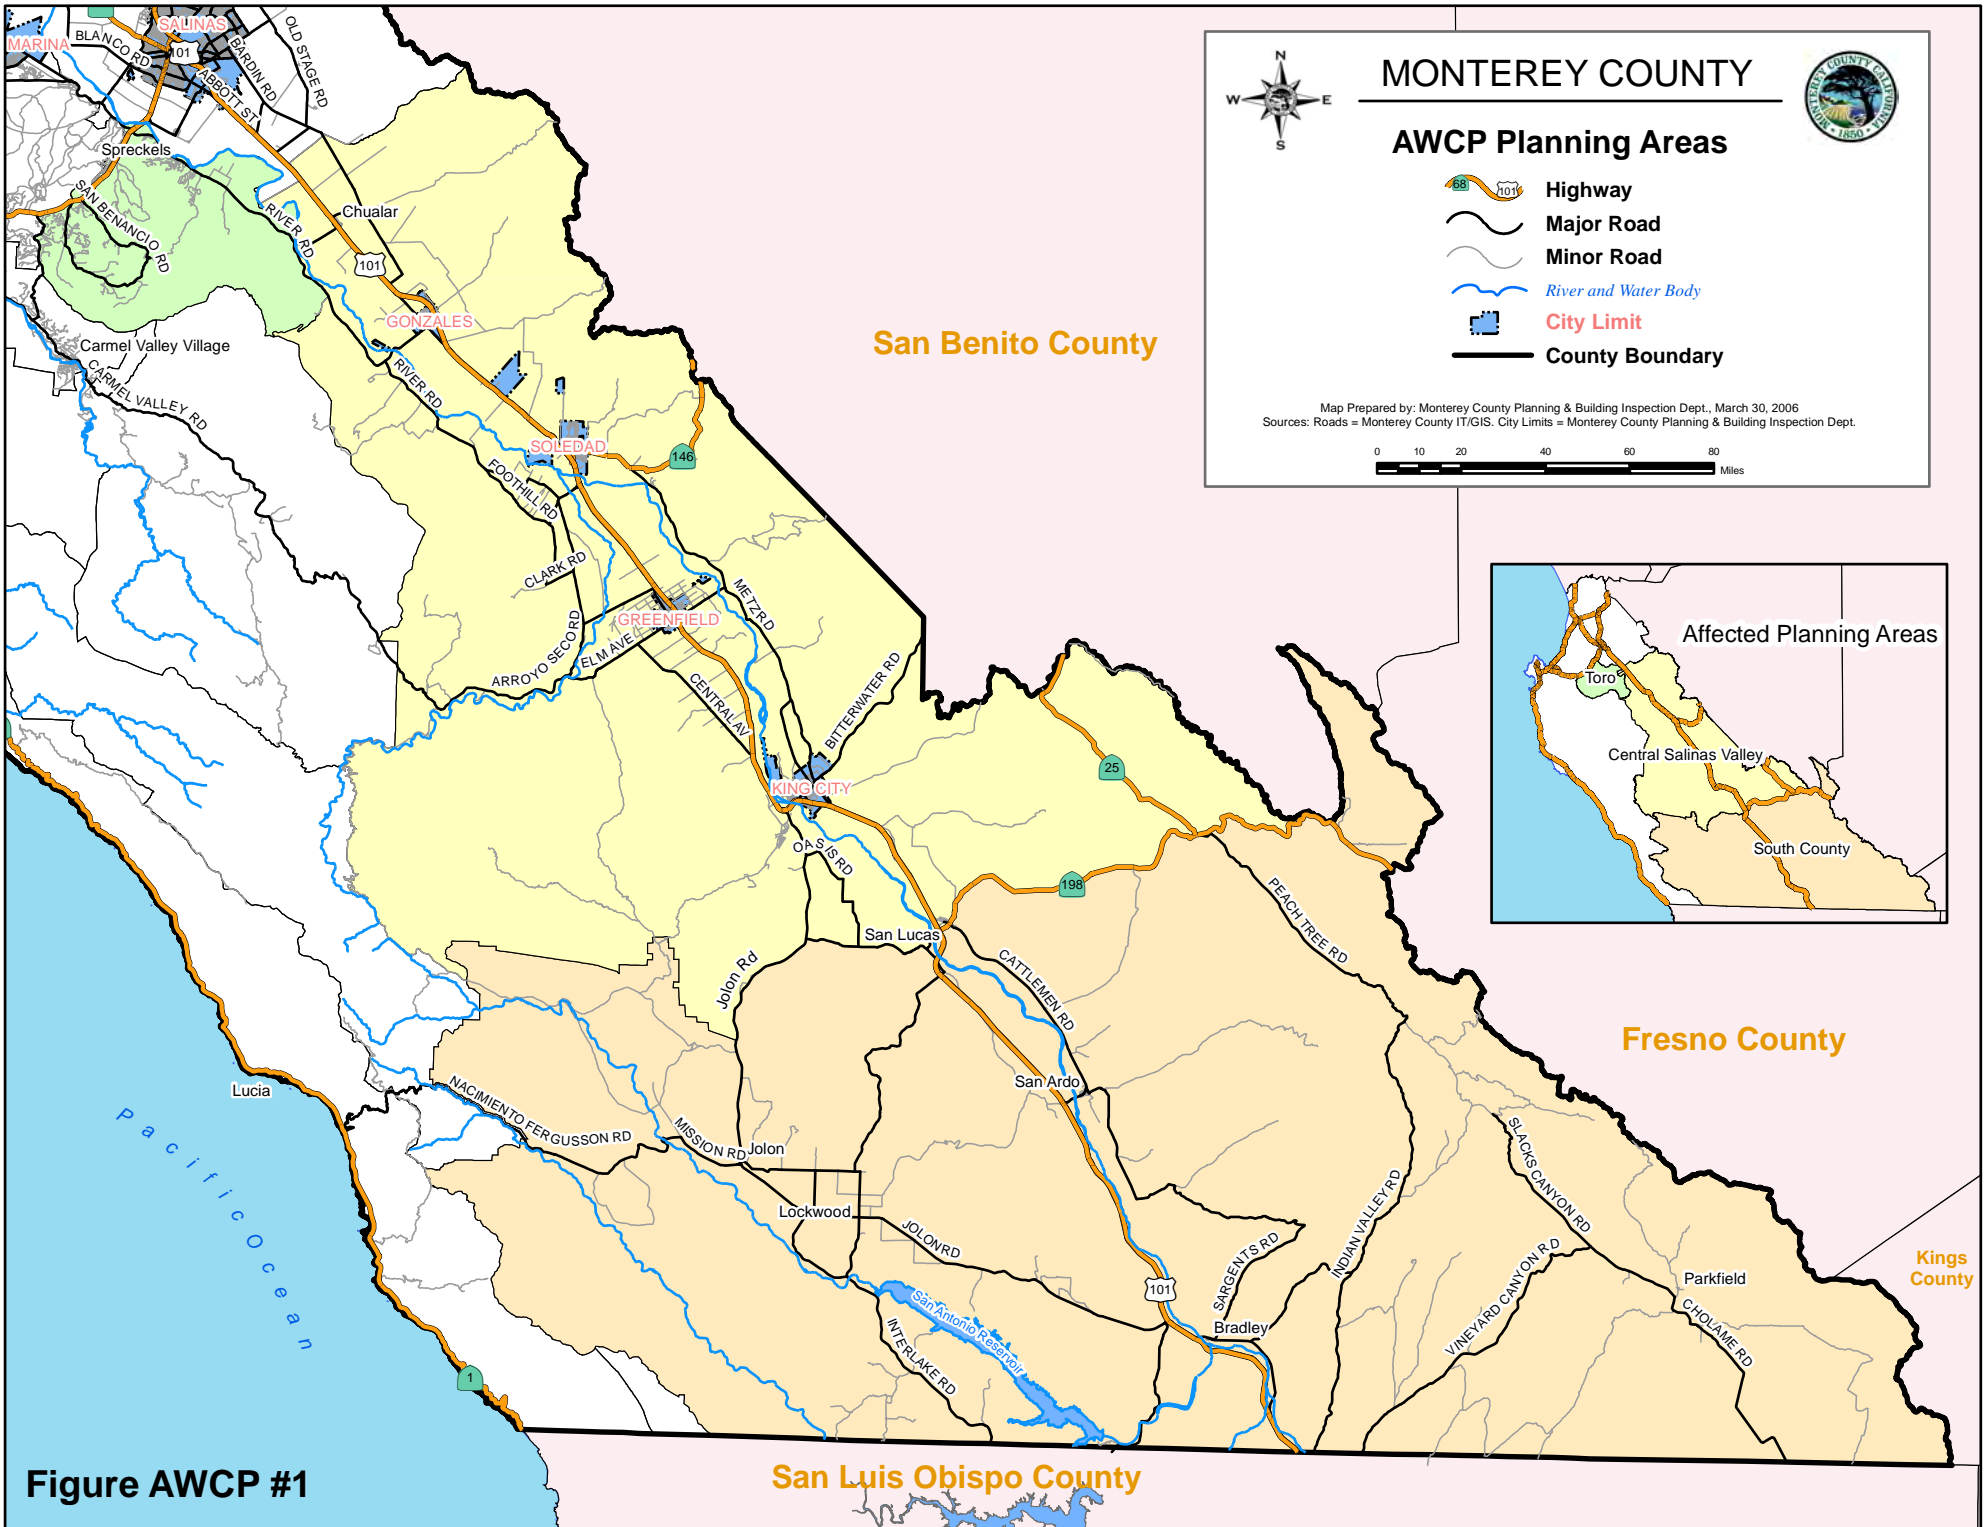 MONTEREY COUNTY
AWCP Planning Areas
N
W
E
S
MONTEREY COUNTY CALIFORNIA
1850
68
101
Highway
Major Road
Minor Road
River and Water Body
City Limit
County Boundary
Map Prepared by: Monterey County Planning & Building Inspection Dept., March 30, 2006
Sources: Roads = Monterey County IT/GIS. City Limits = Monterey County Planning & Building Inspection Dept.
0 10 20 40 60 80
Miles
SALINAS
MARINA
BLANCO RD
101
BARDIN RD
OLD STAGE RD
ABBOTT ST
Spreckels
SAN BENANCIO RD
RIVER RD
Chualar
101
GONZALES
San Benito County
Carmel Valley Village
CARMEL VALLEY RD
RIVER RD
SOLEDAD
146
FOOTHILL RD
CLARK RD
METZ RD
GREENFIELD
ARROYO SECO RD
ELM AVE
CENTRAL AV
BITTERWATER RD
KING CITY
25
OASIS RD
198
PEACH TREE RD
San Lucas
Jolon Rd
CATTLEMEN RD
Affected Planning Areas
Toro
Central Salinas Valley
South County
Fresno County
San Ardo
Lucia
NACIMIENTO FERGUSSON RD
MISSION RD
Jolon
SLACKS CANYON RD
Pacific Ocean
Lockwood
JOLON RD
INDIAN VALLEY RD
SARGENTS RD
Kings
County
101
San Antonio Reservoir
Parkfield
VINEYARD CANYON RD
CHOLAME RD
Bradley
INTERLAKE RD
1
San Luis Obispo County
Figure AWCP #1